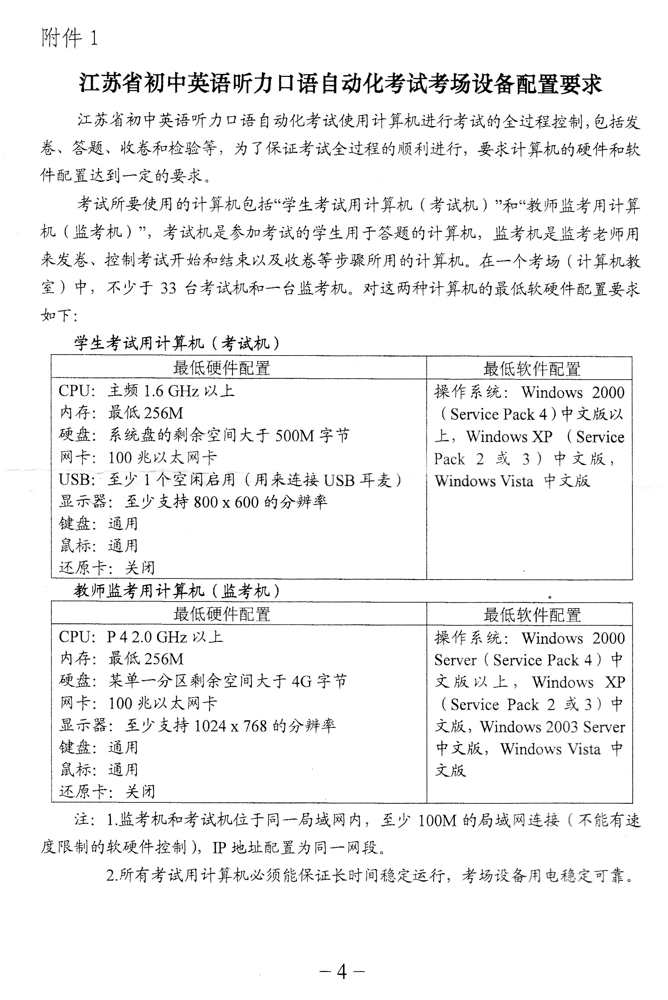 附件 1
江苏省初中英语听力口语自动化考试考场设备配置要求
江苏省初中英语听力口语自动化考试使用计算机进行考试的全过程控制，包括发
卷、答题、收卷和检验等，为了保证考试全过程的顺利进行，要求计算机的硬件和软
件配置达到一定的要求。
考试所要使用的计算机包括“学生考试用计算机（考试机）”和“教师监考用计算
机（监考机）”，考试机是参加考试的学生用于答题的计算机，监考机是监考老师用
来发卷、控制考试开始和结束以及收卷等步骤所用的计算机。在一个考场（计算机教
室）中，不少于 33 台考试机和一台监考机。对这两种计算机的最低软硬件配置要求
如下：
学生考试用计算机（考试机）
最低硬件配置
CPU： 主频 1.6 GHz 以上
内存： 最低 256M
硬盘： 系统盘的剩余空间大于 500M 字节
网卡： 100 兆以太网卡
USB： 至少 1 个空闲启用（用来连接 USB 耳麦）
显示器： 至少支持 800 x 600 的分辨率
键盘： 通用
鼠标： 通用
还原卡： 关闭
最低软件配置
操作系统： Windows 2000
（Service Pack 4）中文版以
上，Windows XP （Service
Pack 2 或 3）中文版，
Windows Vista 中文版
教师监考用计算机（监考机）
最低硬件配置
CPU： P 4 2.0 GHz 以上
内存： 最低 256M
硬盘： 某单一分区剩余空间大于 4G 字节
网卡： 100 兆以太网卡
显示器： 至少支持 1024 x 768 的分辨率
键盘： 通用
鼠标： 通用
还原卡： 关闭
最低软件配置
操作系统： Windows 2000
Server（Service Pack 4）中
文版以上，Windows XP
（Service Pack 2 或 3）中
文版，Windows 2003 Server
中文版，Windows Vista 中
文版
注： 1.监考机和考试机位于同一局域网内，至少 100M 的局域网连接（不能有速
度限制的软硬件控制），IP 地址配置为同一网段。
2.所有考试用计算机必须能保证长时间稳定运行，考场设备用电稳定可靠。
－4－